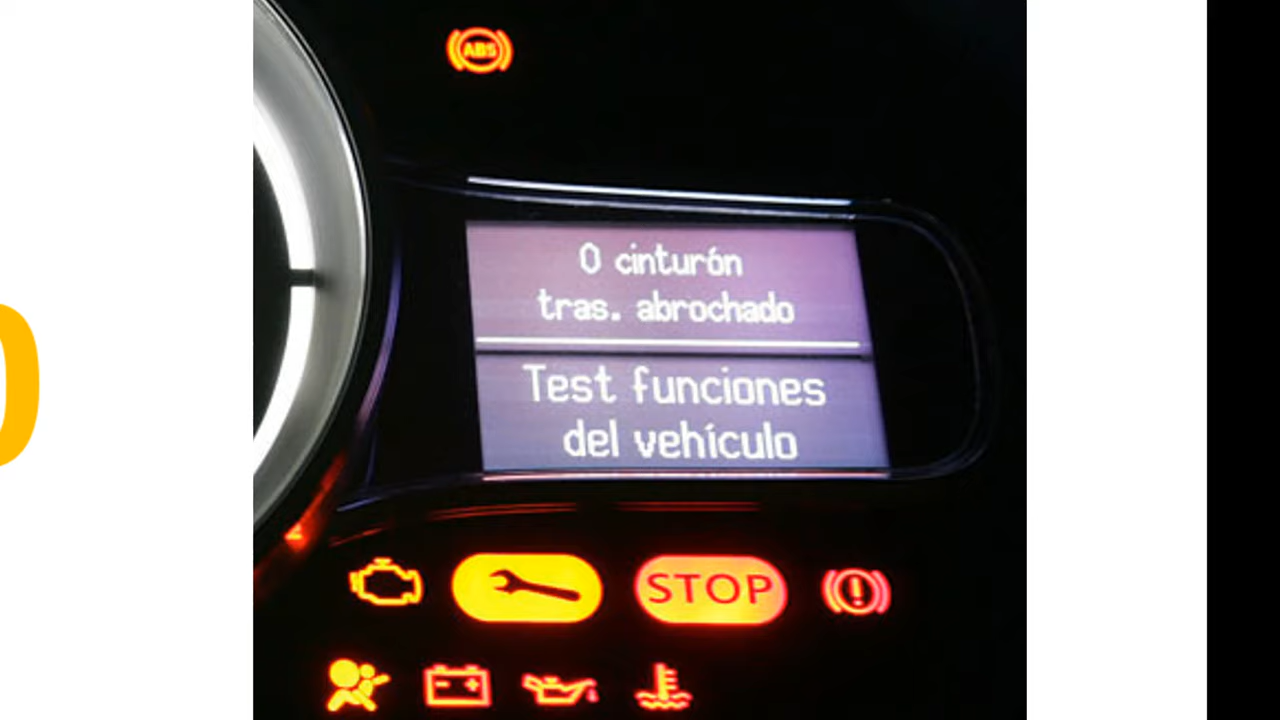 ABS
0 cinturón
tras. abrochado
Test funciones
del vehículo
STOP